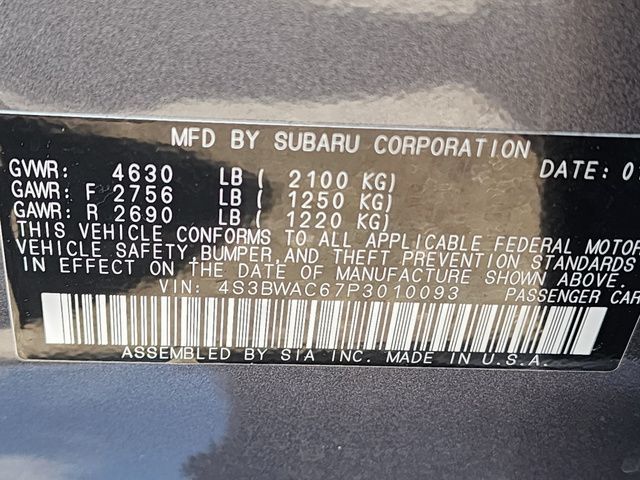 MFD BY SUBARU CORPORATION
GVWR: 4630 LB ( 2100 KG) DATE: 0
GAWR: F 2756 LB ( 1250 KG)
GAWR: R 2690 LB ( 1220 KG)
THIS VEHICLE CONFORMS TO ALL APPLICABLE FEDERAL MOTOR
VEHICLE SAFETY, BUMPER, AND THEFT PREVENTION STANDARDS
IN EFFECT ON THE DATE OF MANUFACTURE SHOWN ABOVE.
VIN: 4S3BWAC67P3010093 PASSENGER CAR
ASSEMBLED BY SIA INC. MADE IN U.S.A.